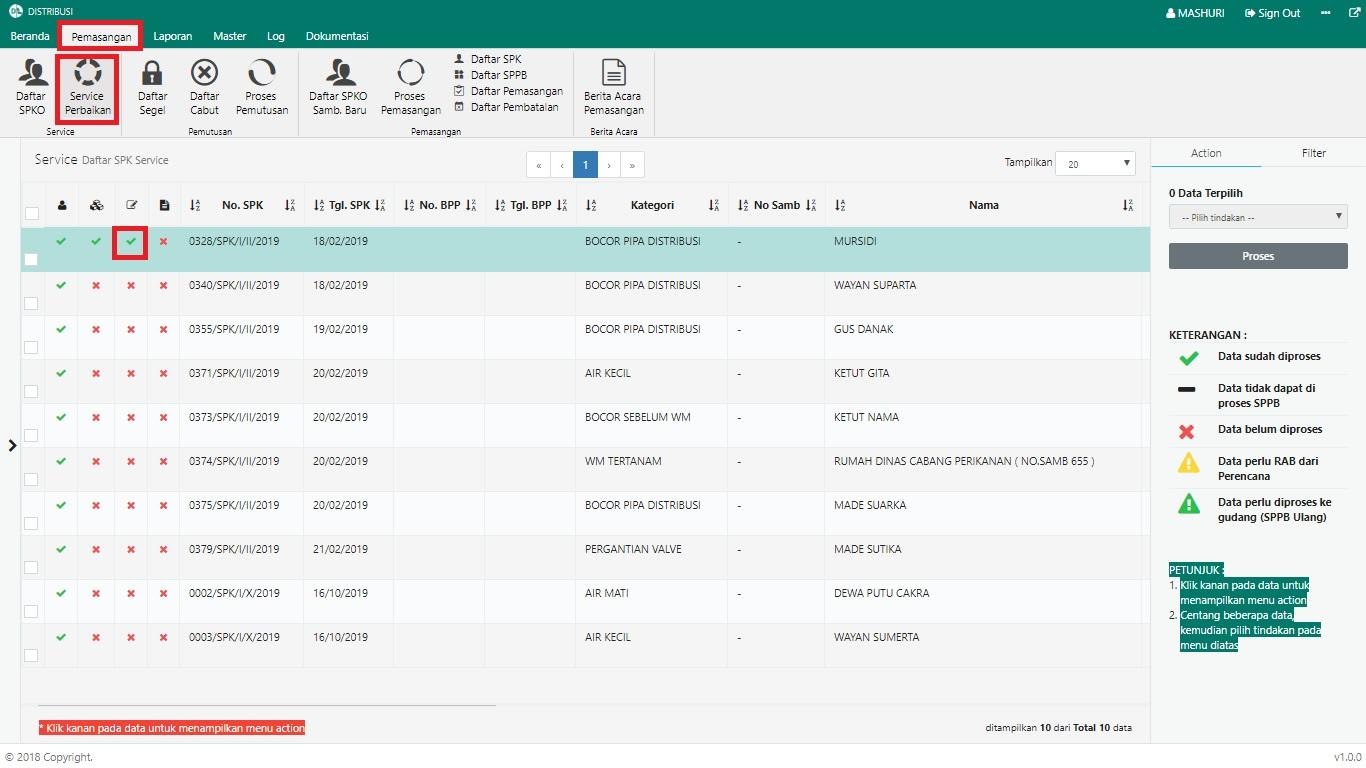 DISTRIBUSI
MASHURI Sign Out
Beranda Pemasangan Laporan Master Log Dokumentasi
Daftar SPKO
Service Perbaikan
Service
Daftar Segel
Daftar Cabut
Proses Pemutusan
Pemutusan
Daftar SPKO Samb. Baru
Proses Pemasangan
Daftar SPK
Daftar SPPB
Daftar Pemasangan
Daftar Pembatalan
Pemasangan
Berita Acara Pemasangan
Berita Acara
Service Daftar SPK Service
« ‹ 1 › »
Tampilkan 20
No. SPK Tgl. SPK No. BPP Tgl. BPP Kategori No Samb Nama
0328/SPK/I/II/2019 18/02/2019 BOCOR PIPA DISTRIBUSI - MURSIDI
0340/SPK/I/II/2019 18/02/2019 BOCOR PIPA DISTRIBUSI - WAYAN SUPARTA
0355/SPK/I/II/2019 19/02/2019 BOCOR PIPA DISTRIBUSI - GUS DANAK
0371/SPK/I/II/2019 20/02/2019 AIR KECIL - KETUT GITA
0373/SPK/I/II/2019 20/02/2019 BOCOR SEBELUM WM - KETUT NAMA
0374/SPK/I/II/2019 20/02/2019 WM TERTANAM - RUMAH DINAS CABANG PERIKANAN ( NO.SAMB 655 )
0375/SPK/I/II/2019 20/02/2019 BOCOR PIPA DISTRIBUSI - MADE SUARKA
0379/SPK/I/II/2019 21/02/2019 PERGANTIAN VALVE - MADE SUTIKA
0002/SPK/I/X/2019 16/10/2019 AIR MATI - DEWA PUTU CAKRA
0003/SPK/I/X/2019 16/10/2019 AIR KECIL - WAYAN SUMERTA
* Klik kanan pada data untuk menampilkan menu action
ditampilkan 10 dari Total 10 data
Action Filter
0 Data Terpilih
-- Pilih tindakan --
Proses
KETERANGAN :
Data sudah diproses
Data tidak dapat di
proses SPPB
Data belum diproses
Data perlu RAB dari
Perencana
Data perlu diproses ke
gudang (SPPB Ulang)
PETUNJUK :
1. Klik kanan pada data untuk
menampilkan menu action
2. Centang beberapa data,
kemudian pilih tindakan pada
menu diatas
© 2018 Copyright. v1.0.0